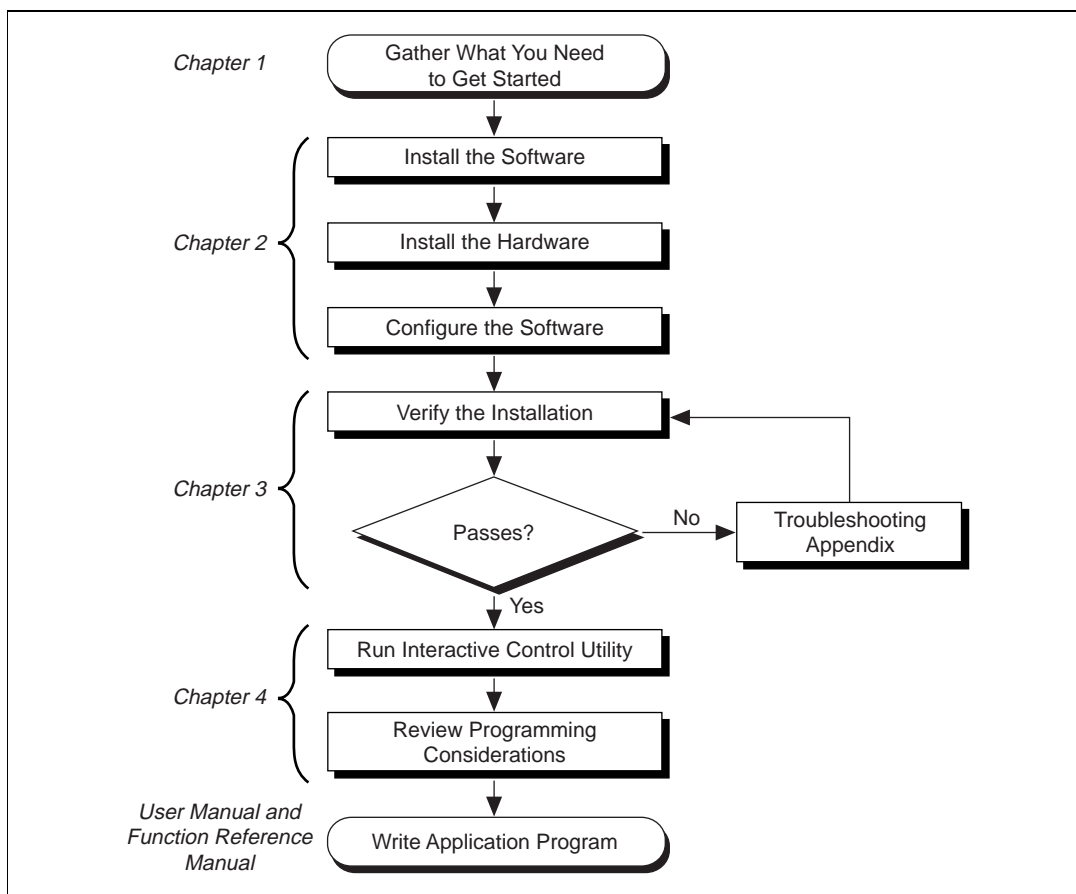 Chapter 1
Gather What You Need
to Get Started
Chapter 2
Install the Software
Install the Hardware
Configure the Software
Chapter 3
Verify the Installation
Passes?
No
Troubleshooting
Appendix
Yes
Chapter 4
Run Interactive Control Utility
Review Programming
Considerations
User Manual and
Function Reference
Manual
Write Application Program